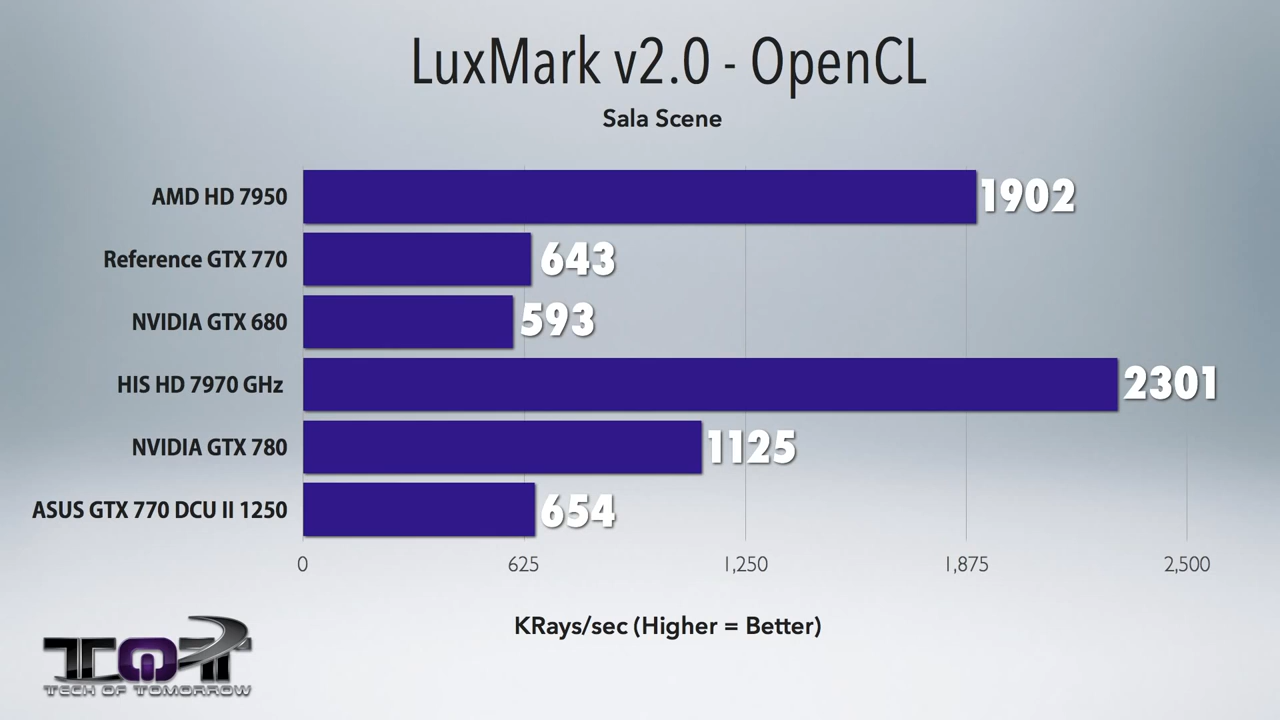 LuxMark v2.0 - OpenCL
Sala Scene
AMD HD 7950 1902
Reference GTX 770 643
NVIDIA GTX 680 593
HIS HD 7970 GHz 2301
NVIDIA GTX 780 1125
ASUS GTX 770 DCU II 1250 654
0 625 1,250 1,875 2,500
KRays/sec (Higher = Better)
TOT
TECH OF TOMORROW